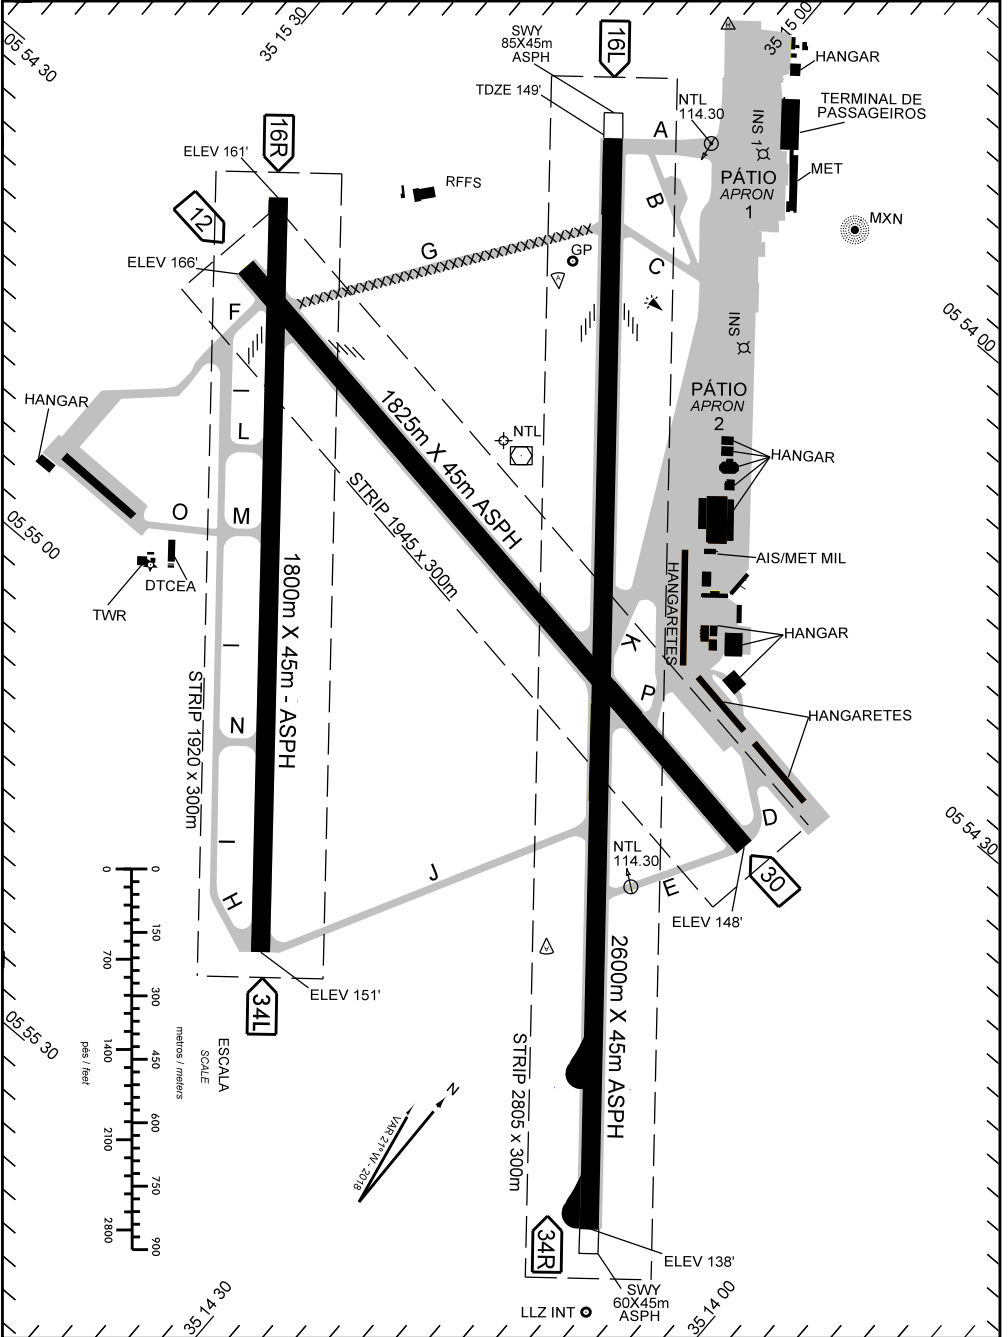 05 54 30
35 15 30
SWY
85X45m
ASPH
16L
35 15 00
HANGAR
TDZE 149'
NTL
114.30
TERMINAL DE
PASSAGEIROS
A
INS 1
16R
ELEV 161'
MET
RFFS
PÁTIO
APRON
1
B
12
MXN
G
GP
ELEV 166'
C
F
05 54 00
INS
PÁTIO
APRON
2
HANGAR
1825m X 45m ASPH
L
NTL
HANGAR
STRIP 1945 x 300m
O
M
05 55 00
AIS/MET MIL
DTCEA
TWR
1800m X 45m - ASPH
HANGARETES
K
HANGAR
P
STRIP 1920 x 300m
N
HANGARETES
D
05 54 30
NTL
114.30
J
E
30
H
ELEV 148'
2600m X 45m ASPH
34L
ELEV 151'
05 55 30
0
150
300
450
600
750
900
0
700
1400
2100
2800
metros / meters
pés / feet
ESCALA
SCALE
N
VAR 21° W - 2018
STRIP 2805 x 300m
34R
ELEV 138'
SWY
60X45m
ASPH
LLZ INT
35 14 30
35 14 00